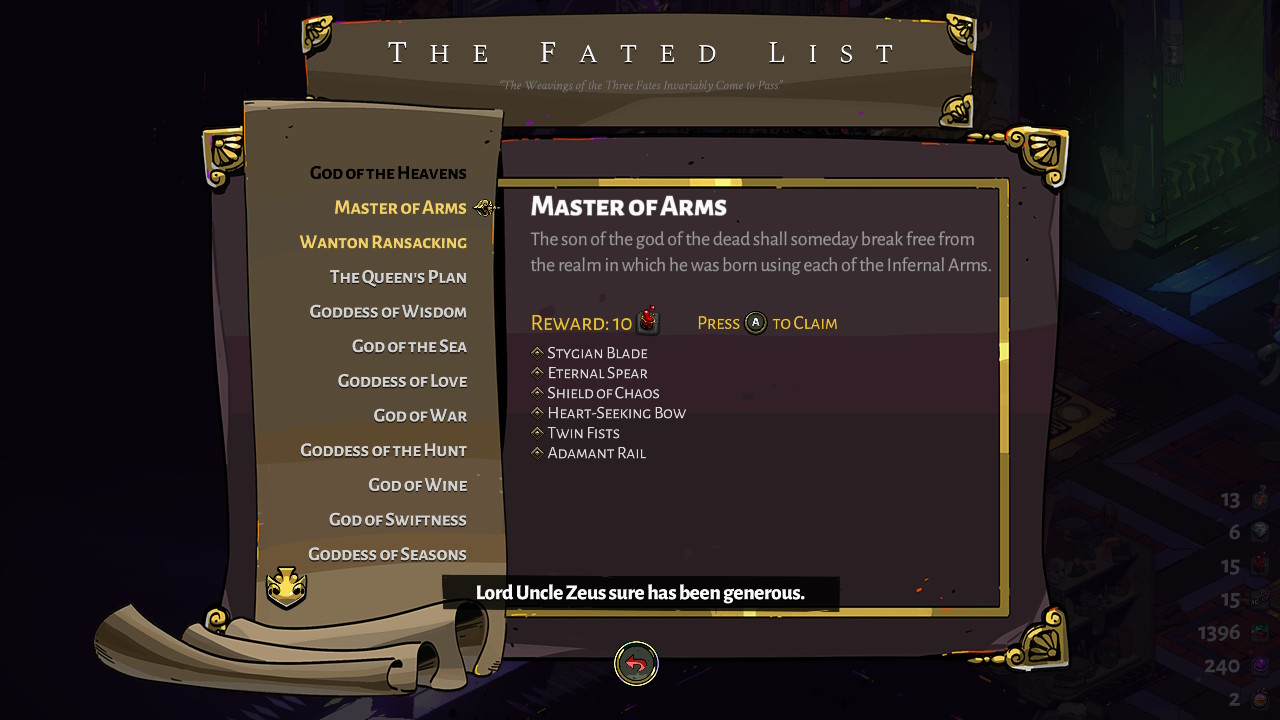 THE FATED LIST
"The Weavings of the Three Fates Invariably Come to Pass"
GOD OF THE HEAVENS
MASTER OF ARMS
WANTON RANSACKING
THE QUEEN'S PLAN
GODDESS OF WISDOM
GOD OF THE SEA
GODDESS OF LOVE
GOD OF WAR
GODDESS OF THE HUNT
GOD OF WINE
GOD OF SWIFTNESS
GODDESS OF SEASONS
MASTER OF ARMS
The son of the god of the dead shall someday break free from
the realm in which he was born using each of the Infernal Arms.
REWARD: 10 PRESS A TO CLAIM
STYGIAN BLADE
ETERNAL SPEAR
SHIELD OF CHAOS
HEART-SEEKING BOW
TWIN FISTS
ADAMANT RAIL
Lord Uncle Zeus sure has been generous.
13
6
15
15
1396
240
2